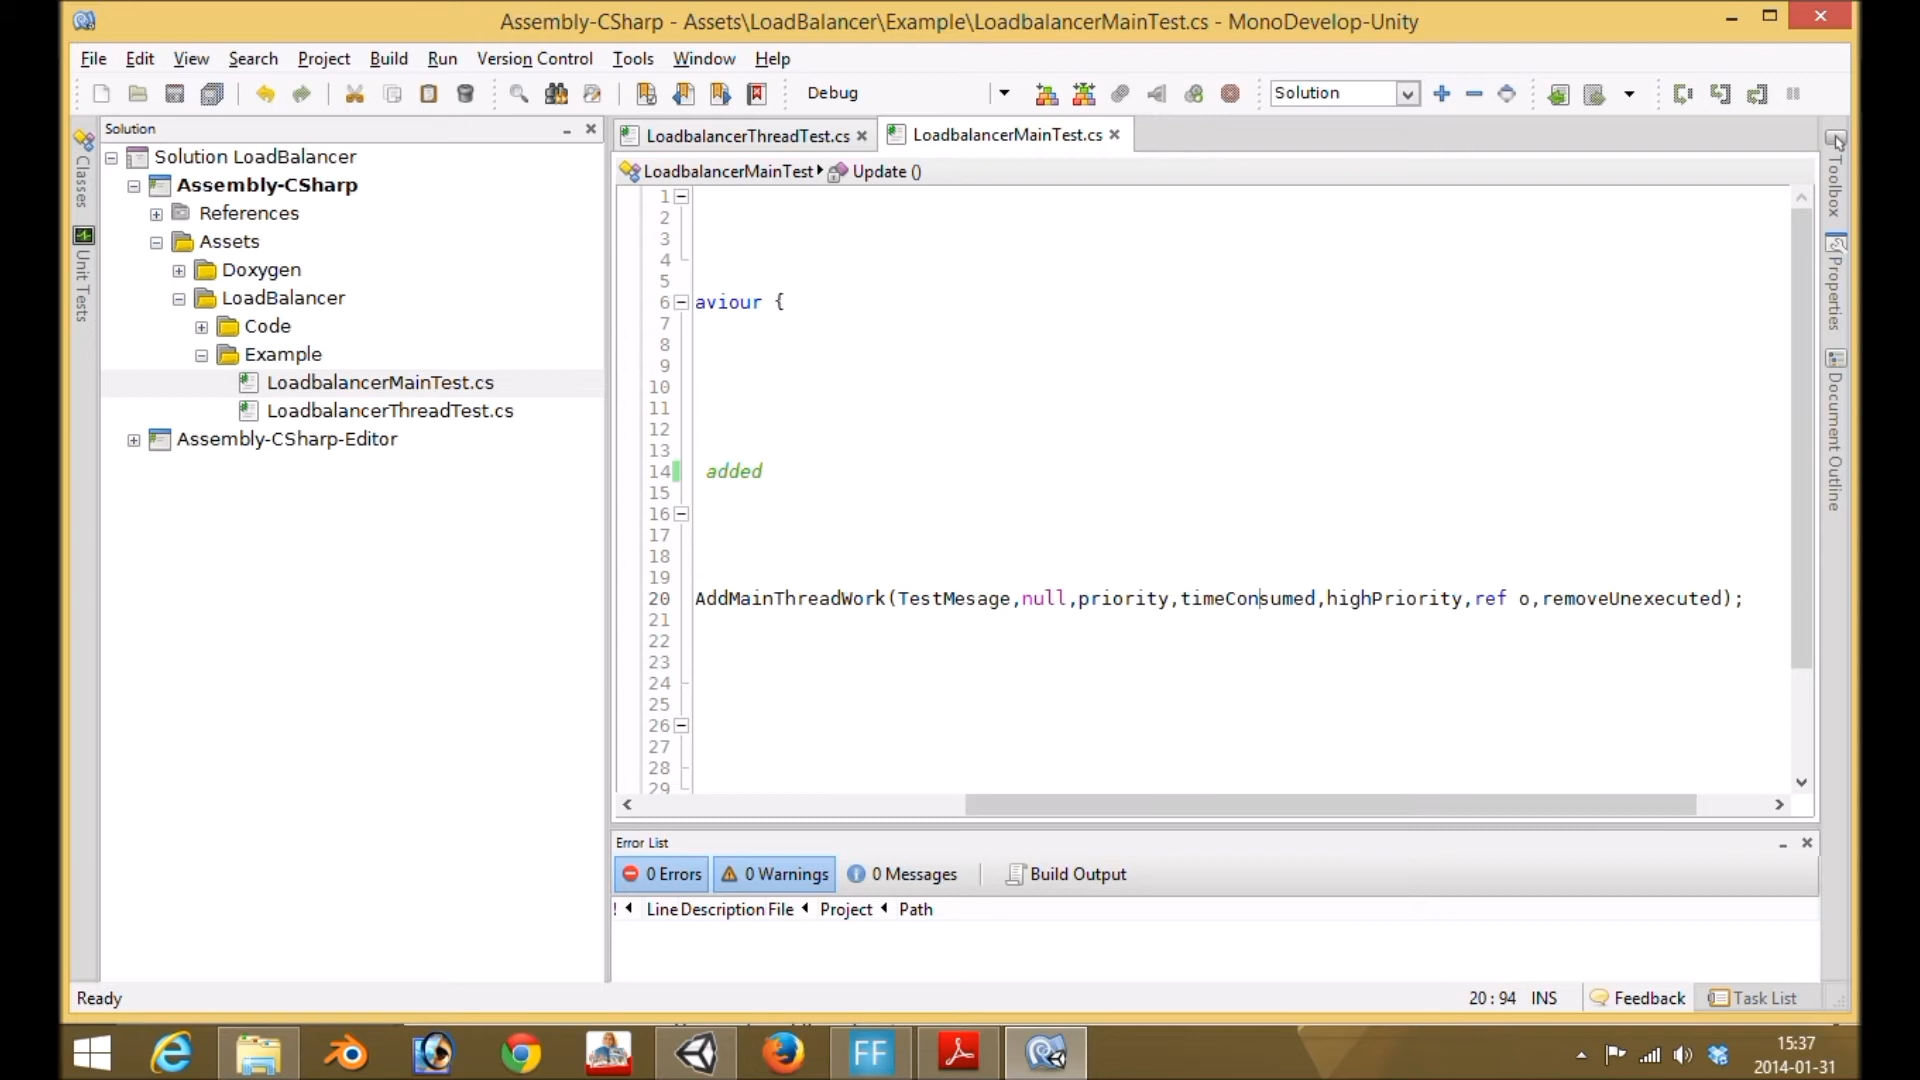 Assembly-CSharp - Assets\LoadBalancer\Example\LoadbalancerMainTest.cs - MonoDevelop-Unity
File Edit View Search Project Build Run Version Control Tools Window Help
Debug Solution
Solution
Solution LoadBalancer
Assembly-CSharp
References
Assets
Doxygen
LoadBalancer
Code
Example
LoadbalancerMainTest.cs
LoadbalancerThreadTest.cs
Assembly-CSharp-Editor
Classes
Unit Tests
LoadbalancerThreadTest.cs LoadbalancerMainTest.cs
LoadbalancerMainTest Update ()
1
2
3
4
5
6 aviour {
7
8
9
10
11
12
13
14 added
15
16
17
18
19
20 AddMainThreadWork(TestMesage,null,priority,timeConsumed,highPriority,ref o,removeUnexecuted);
21
22
23
24
25
26
27
28
29
Toolbox
Properties
Document Outline
Error List
0 Errors 0 Warnings 0 Messages Build Output
! Line Description File Project Path
Ready 20 : 94 INS Feedback Task List
FF
15:37
2014-01-31